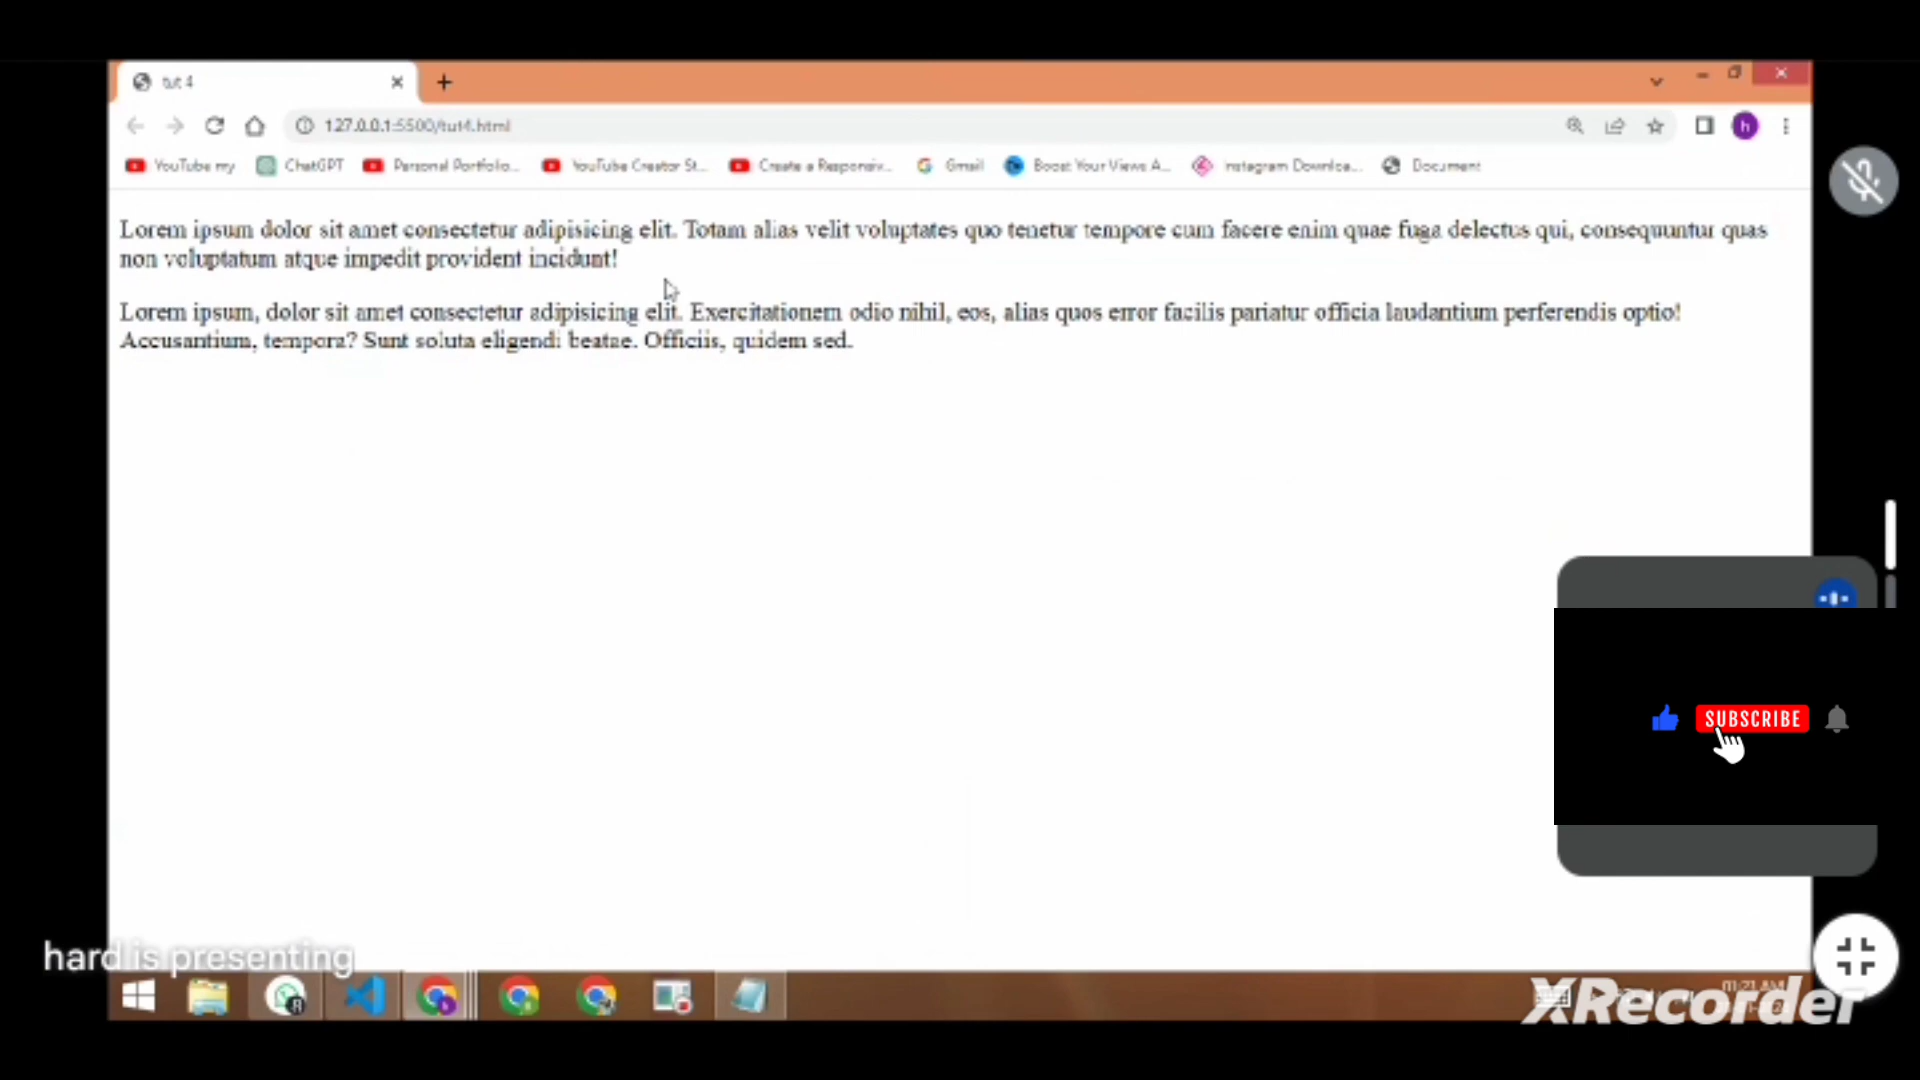 tut 4
127.0.0.1:5500/tut4.html
YouTube my
ChatGPT
Personal Portfolio...
YouTube Creator St...
Create a Responsiv...
Gmail
Boost Your Views A...
Instagram Downloa...
Document
h
Lorem ipsum dolor sit amet consectetur adipisicing elit. Totam alias velit voluptates quo tenetur tempore cum facere enim quae fuga delectus qui, consequuntur quas
non voluptatum atque impedit provident incidunt!
Lorem ipsum, dolor sit amet consectetur adipisicing elit. Exercitationem odio nihil, eos, alias quos error facilis pariatur officia laudantium perferendis optio!
Accusantium, tempora? Sunt soluta eligendi beatae. Officiis, quidem sed.
SUBSCRIBE
hard is presenting
01:21 AM
XRecorder